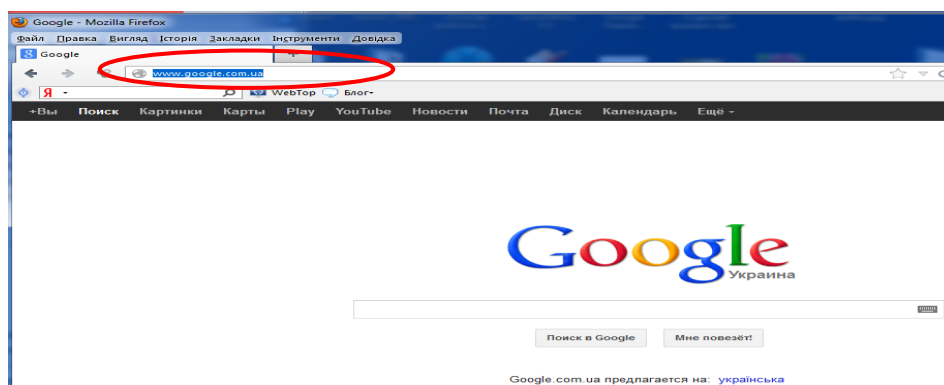 Google - Mozilla Firefox
Файл Правка Вигляд Історія Закладки Інструменти Довідка
Google
www.google.com.ua
Я WebTop Блог
+Вы Поиск Картинки Карты Play YouTube Новости Почта Диск Календарь Ещё
Google
Украина
Поиск в Google Мне повезёт!
Google.com.ua предлагается на: українська